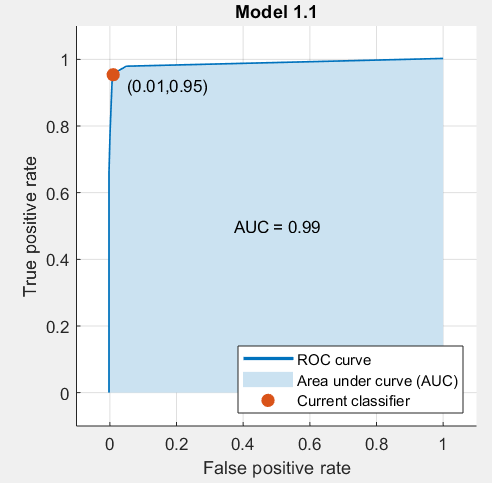 Model 1.1
True positive rate
1
0.8
0.6
0.4
0.2
0
(0.01,0.95)
AUC = 0.99
ROC curve
Area under curve (AUC)
Current classifier
0 0.2 0.4 0.6 0.8 1
False positive rate